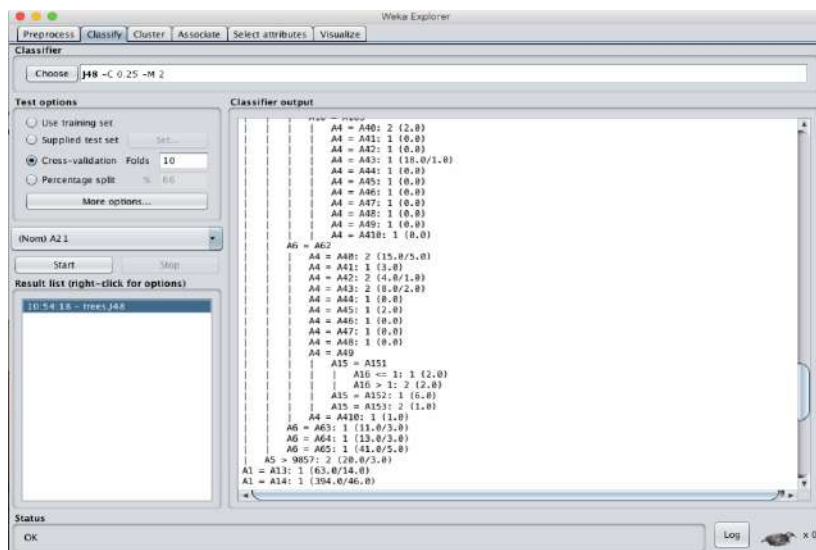 Weka Explorer
Preprocess Classify Cluster Associate Select attributes Visualize
Classifier
Choose J48 -C 0.25 -M 2
Test options
Use training set
Supplied test set Set...
Cross-validation Folds 10
Percentage split % 66
More options...
(Nom) A21
Start Stop
Result list (right-click for options)
10:54:18 - trees.J48
Classifier output
| | | | A4 = A40: 2 (2.0)
| | | | A4 = A41: 1 (0.0)
| | | | A4 = A42: 1 (0.0)
| | | | A4 = A43: 1 (18.0/1.0)
| | | | A4 = A44: 1 (0.0)
| | | | A4 = A45: 1 (0.0)
| | | | A4 = A46: 1 (0.0)
| | | | A4 = A47: 1 (0.0)
| | | | A4 = A48: 1 (0.0)
| | | | A4 = A49: 1 (0.0)
| | | | A4 = A410: 1 (0.0)
| | A6 = A62
| | | A4 = A40: 2 (15.0/5.0)
| | | A4 = A41: 1 (3.0)
| | | A4 = A42: 2 (4.0/1.0)
| | | A4 = A43: 2 (8.0/2.0)
| | | A4 = A44: 1 (0.0)
| | | A4 = A45: 1 (2.0)
| | | A4 = A46: 1 (0.0)
| | | A4 = A47: 1 (0.0)
| | | A4 = A48: 1 (0.0)
| | | A4 = A49
| | | | A15 = A151
| | | | | A16 <= 1: 1 (2.0)
| | | | | A16 > 1: 2 (2.0)
| | | | A15 = A152: 1 (6.0)
| | | | A15 = A153: 2 (1.0)
| | | A4 = A410: 1 (1.0)
| | A6 = A63: 1 (11.0/3.0)
| | A6 = A64: 1 (13.0/3.0)
| | A6 = A65: 1 (41.0/5.0)
| A5 > 9857: 2 (20.0/3.0)
A1 = A13: 1 (63.0/14.0)
A1 = A14: 1 (394.0/46.0)
Status
OK
Log
x 0